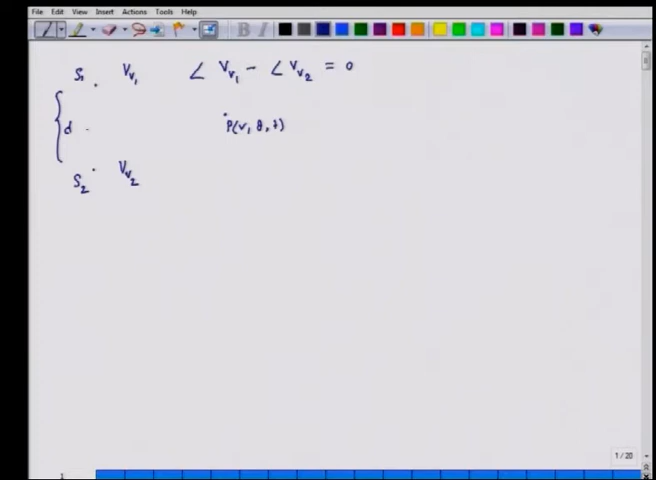 File Edit View Insert Actions Tools Help
B I
S₁ V_{v₁} ∠ V_{v₁} - ∠ V_{v₂} = 0
d P(r, θ, t)
S₂ V_{v₂}
1 / 20
1